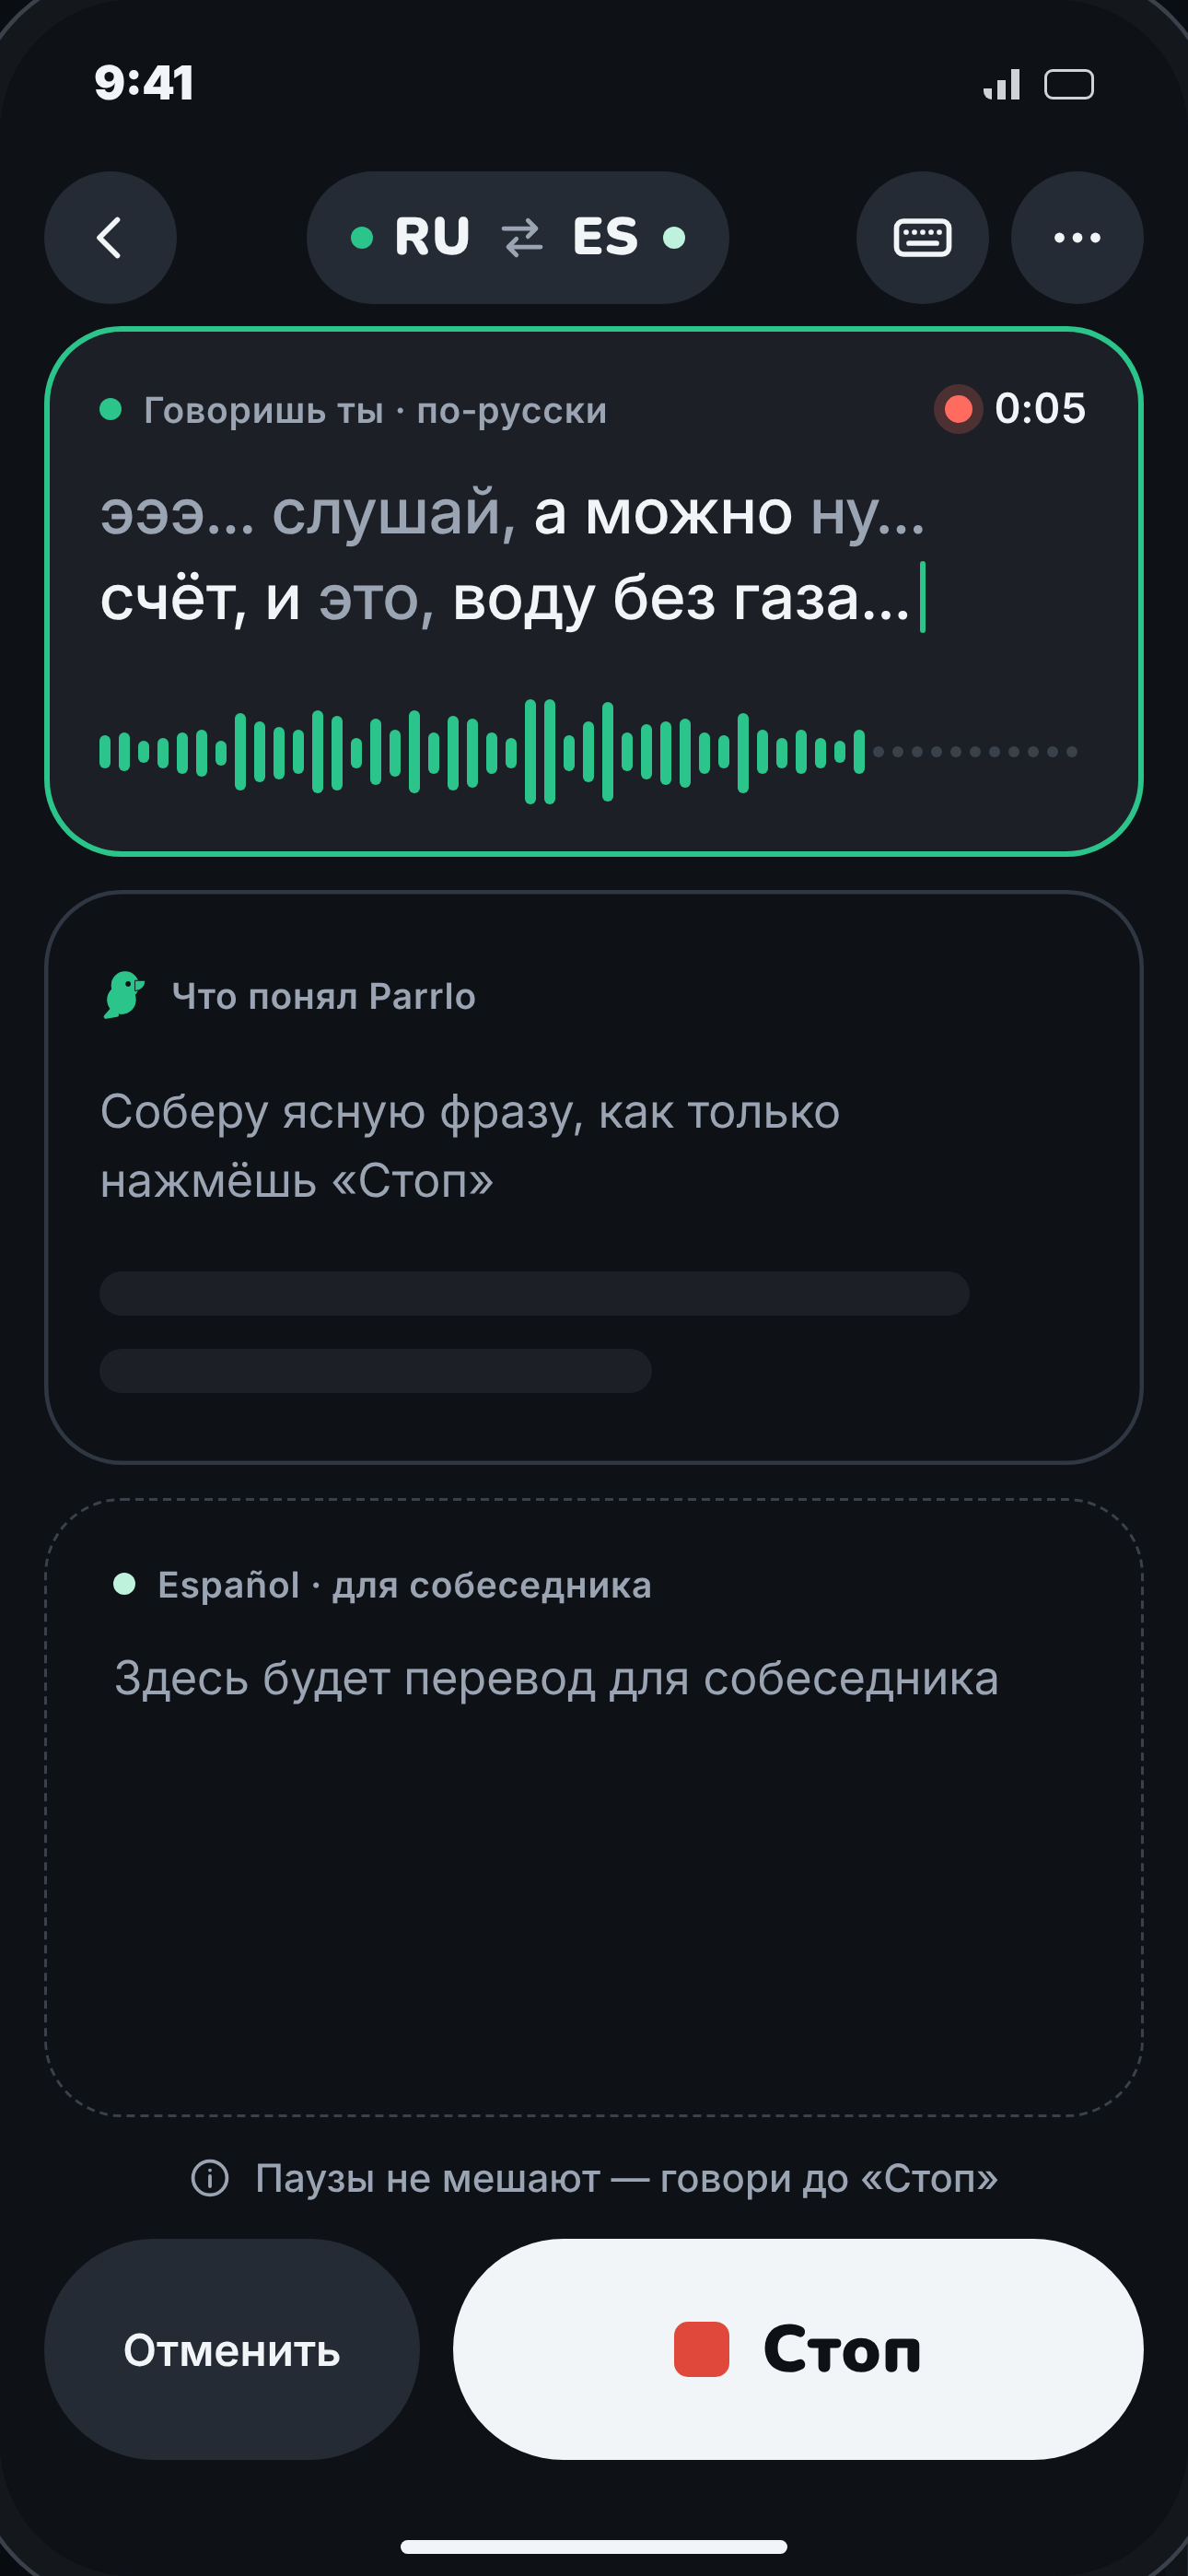 9:41
RU ES
Говоришь ты · по-русски 0:05
эээ... слушай, а можно ну...
счёт, и это, воду без газа...
Что понял Parrlo
Соберу ясную фразу, как только
нажмёшь «Стоп»
Español · для собеседника
Здесь будет перевод для собеседника
Паузы не мешают — говори до «Стоп»
Отменить Стоп